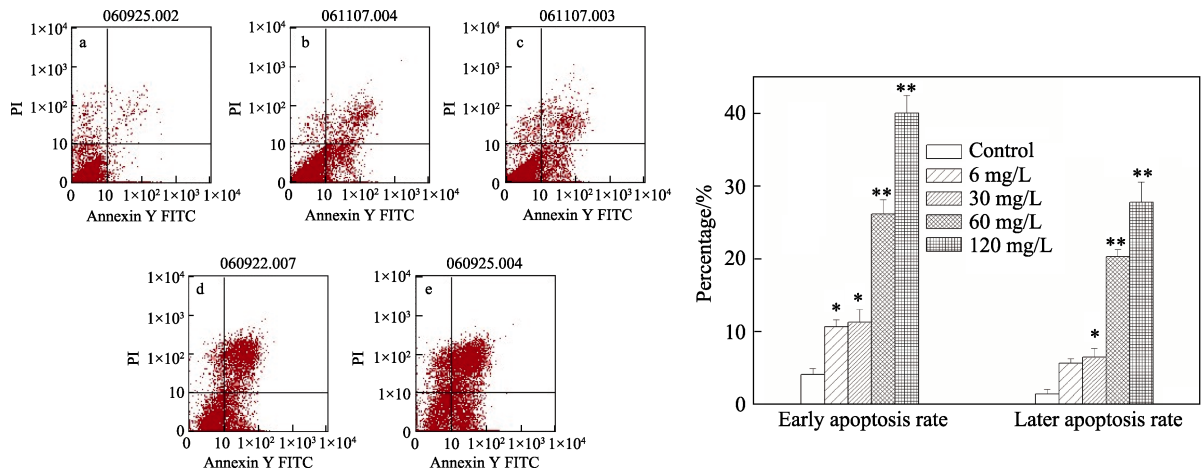 060925.002
1×10⁴
a
1×10³
PI
1×10²
10
0
0 10 1×10² 1×10³ 1×10⁴
Annexin Y FITC
061107.004
1×10⁴
b
1×10³
PI
1×10²
10
0
0 10 1×10² 1×10³ 1×10⁴
Annexin Y FITC
061107.003
1×10⁴
c
1×10³
PI
1×10²
10
0
0 10 1×10² 1×10³ 1×10⁴
Annexin Y FITC
060922.007
1×10⁴
d
1×10³
PI
1×10²
10
0
0 10 1×10² 1×10³ 1×10⁴
Annexin Y FITC
060925.004
1×10⁴
e
1×10³
PI
1×10²
1×10
0
0 10 1×10² 1×10³ 1×10⁴
Annexin Y FITC
Percentage/%
40
30
20
10
0
* * ** **
* ** **
Control
6 mg/L
30 mg/L
60 mg/L
120 mg/L
Early apoptosis rate Later apoptosis rate